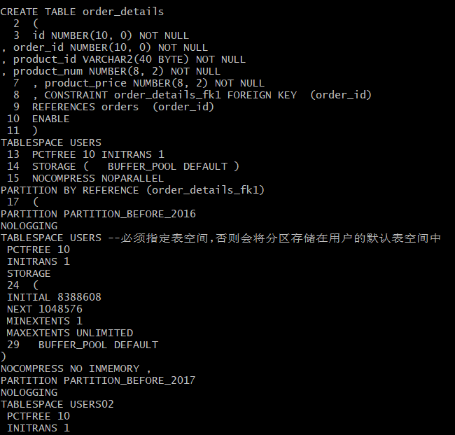 CREATE TABLE order_details
2 (
3 id NUMBER(10, 0) NOT NULL
, order_id NUMBER(10, 0) NOT NULL
, product_id VARCHAR2(40 BYTE) NOT NULL
, product_num NUMBER(8, 2) NOT NULL
7 , product_price NUMBER(8, 2) NOT NULL
8 , CONSTRAINT order_details_fk1 FOREIGN KEY (order_id)
9 REFERENCES orders (order_id)
10 ENABLE
11 )
TABLESPACE USERS
13 PCTFREE 10 INITRANS 1
14 STORAGE ( BUFFER_POOL DEFAULT )
15 NOCOMPRESS NOPARALLEL
PARTITION BY REFERENCE (order_details_fk1)
17 (
PARTITION PARTITION_BEFORE_2016
NOLOGGING
TABLESPACE USERS --必须指定表空间,否则会将分区存储在用户的默认表空间中
PCTFREE 10
INITRANS 1
STORAGE
24 (
INITIAL 8388608
NEXT 1048576
MINEXTENTS 1
MAXEXTENTS UNLIMITED
29 BUFFER_POOL DEFAULT
)
NOCOMPRESS NO INMEMORY ,
PARTITION PARTITION_BEFORE_2017
NOLOGGING
TABLESPACE USERS02
PCTFREE 10
INITRANS 1